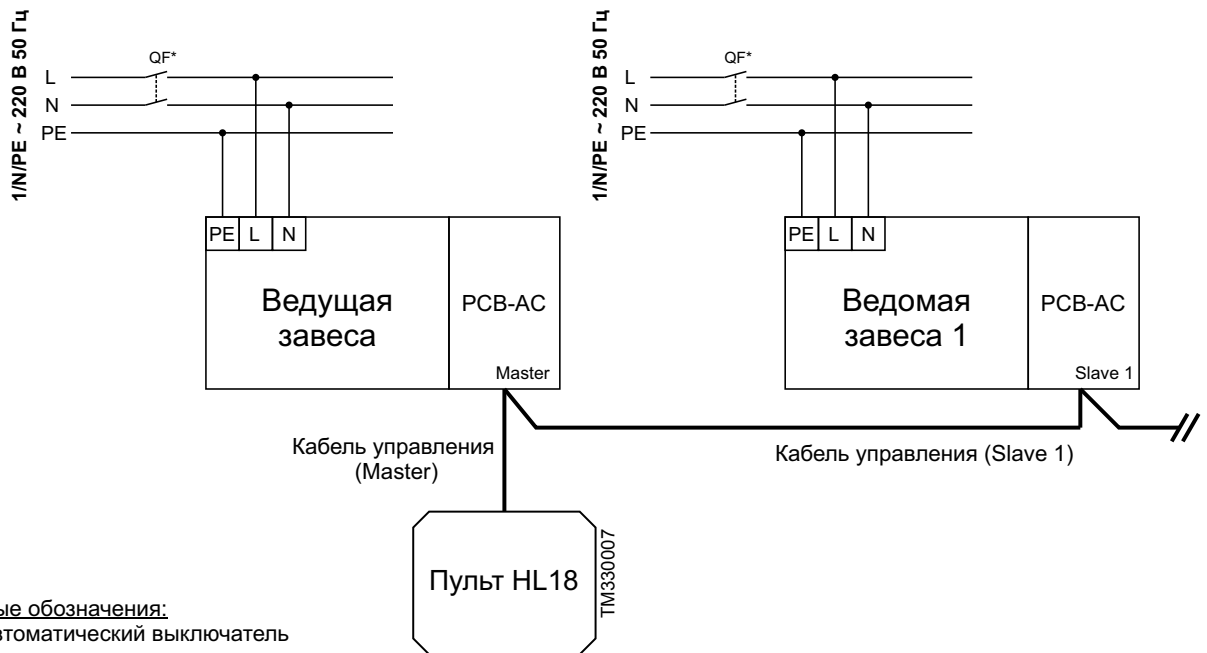 1/N/PE ~ 220 В 50 Гц
QF*
L
N
PE
PE L N
Ведущая
завеса
PCB-AC
Master
1/N/PE ~ 220 В 50 Гц
QF*
L
N
PE
PE L N
Ведомая
завеса 1
PCB-AC
Slave 1
Кабель управления
(Master)
Кабель управления (Slave 1)
Пульт HL18
TM330007
ые обозначения:
втоматический выключатель